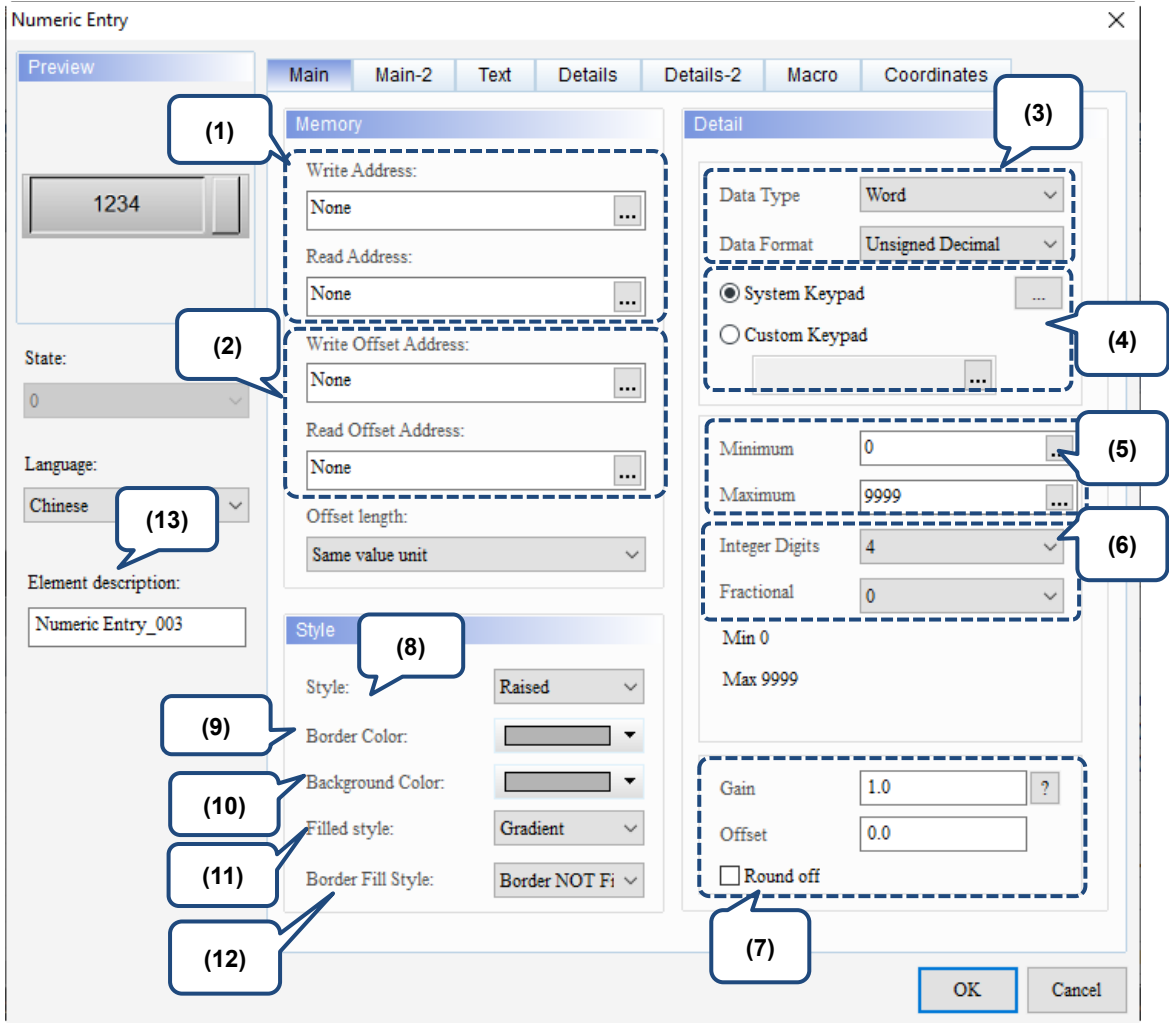 Numeric Entry
Preview
1234
State:
0
Language:
Chinese
(13)
Element description:
Numeric Entry_003
Main Main-2 Text Details Details-2 Macro Coordinates
(1)
Memory
Write Address:
None
...
Read Address:
None
...
(2)
Write Offset Address:
None
...
Read Offset Address:
None
...
Offset length:
Same value unit
Style
(8)
Style: Raised
(9)
Border Color:
(10)
Background Color:
(11)
Filled style: Gradient
(12)
Border Fill Style: Border NOT Fi
Detail
(3)
Data Type Word
Data Format Unsigned Decimal
System Keypad ...
(4)
Custom Keypad
...
Minimum 0 ...
(5)
Maximum 9999 ...
(6)
Integer Digits 4
Fractional 0
Min 0
Max 9999
Gain 1.0 ?
Offset 0.0
Round off
(7)
OK Cancel